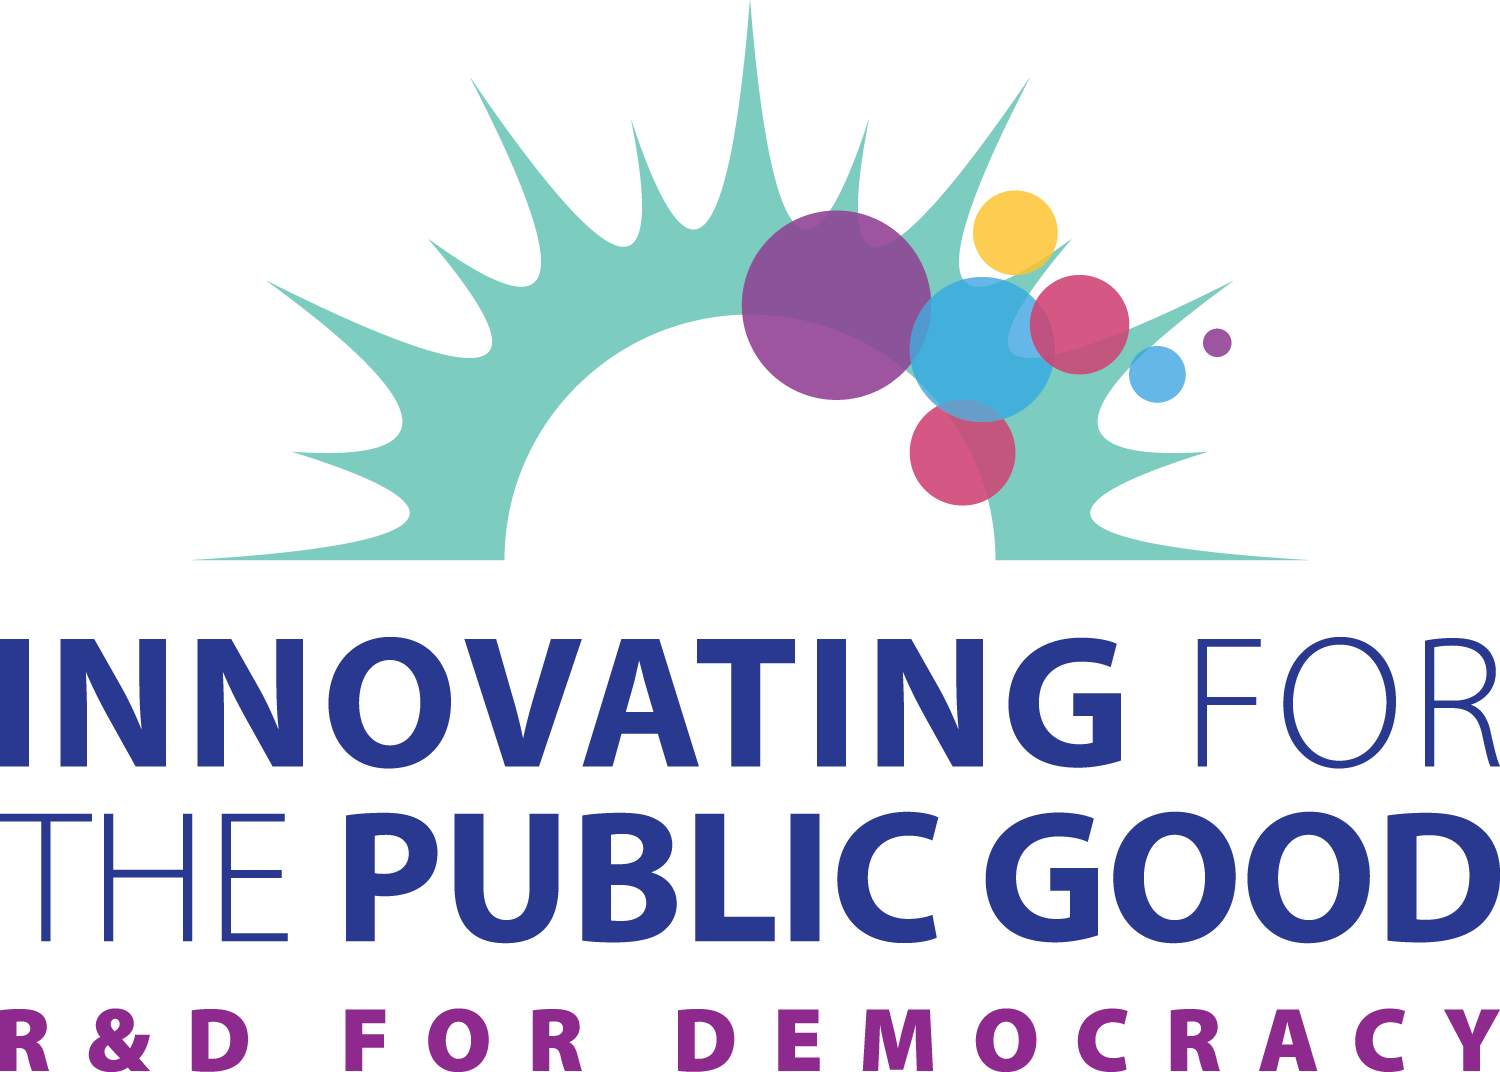 INNOVATING FOR
THE PUBLIC GOOD
R&D FOR DEMOCRACY